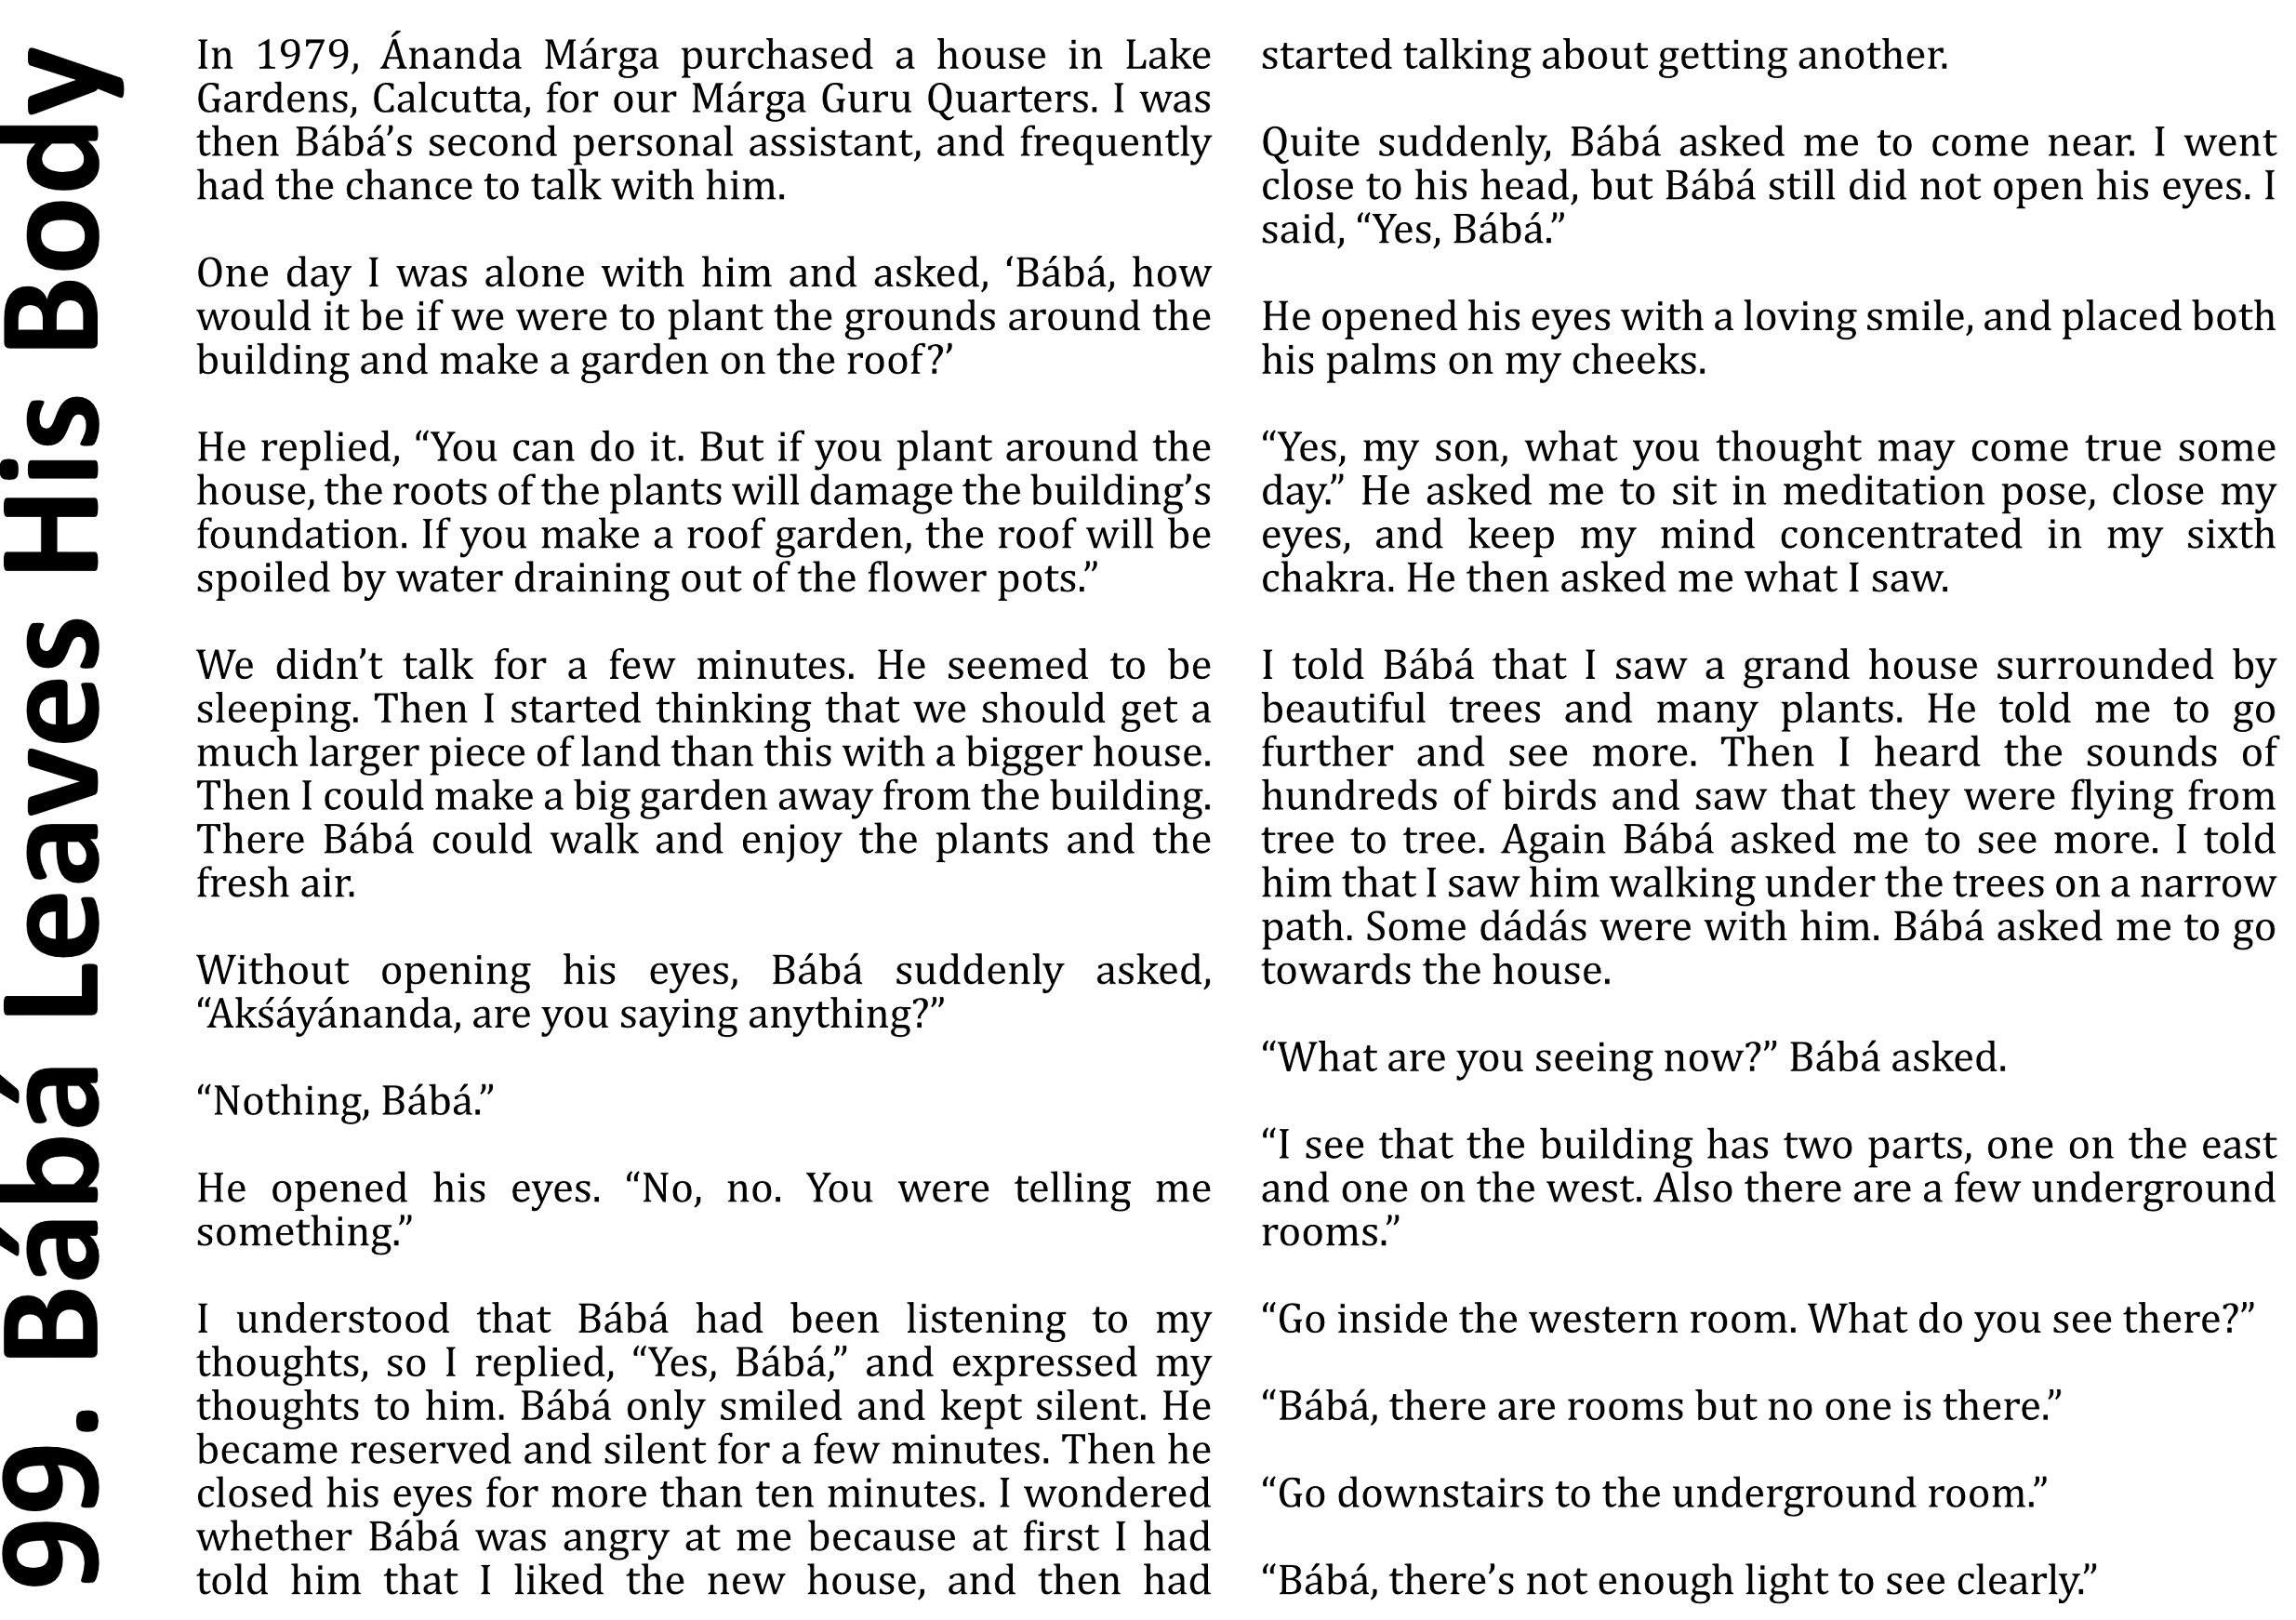 99. Bábá Leaves His Body
In 1979, Ánanda Márga purchased a house in Lake
Gardens, Calcutta, for our Márga Guru Quarters. I was
then Bábá’s second personal assistant, and frequently
had the chance to talk with him.
One day I was alone with him and asked, ‘Bábá, how
would it be if we were to plant the grounds around the
building and make a garden on the roof?’
He replied, “You can do it. But if you plant around the
house, the roots of the plants will damage the building’s
foundation. If you make a roof garden, the roof will be
spoiled by water draining out of the flower pots.”
We didn’t talk for a few minutes. He seemed to be
sleeping. Then I started thinking that we should get a
much larger piece of land than this with a bigger house.
Then I could make a big garden away from the building.
There Bábá could walk and enjoy the plants and the
fresh air.
Without opening his eyes, Bábá suddenly asked,
“Akśáyánanda, are you saying anything?”
“Nothing, Bábá.”
He opened his eyes. “No, no. You were telling me
something.”
I understood that Bábá had been listening to my
thoughts, so I replied, “Yes, Bábá,” and expressed my
thoughts to him. Bábá only smiled and kept silent. He
became reserved and silent for a few minutes. Then he
closed his eyes for more than ten minutes. I wondered
whether Bábá was angry at me because at first I had
told him that I liked the new house, and then had
started talking about getting another.
Quite suddenly, Bábá asked me to come near. I went
close to his head, but Bábá still did not open his eyes. I
said, “Yes, Bábá.”
He opened his eyes with a loving smile, and placed both
his palms on my cheeks.
“Yes, my son, what you thought may come true some
day.” He asked me to sit in meditation pose, close my
eyes, and keep my mind concentrated in my sixth
chakra. He then asked me what I saw.
I told Bábá that I saw a grand house surrounded by
beautiful trees and many plants. He told me to go
further and see more. Then I heard the sounds of
hundreds of birds and saw that they were flying from
tree to tree. Again Bábá asked me to see more. I told
him that I saw him walking under the trees on a narrow
path. Some dádás were with him. Bábá asked me to go
towards the house.
“What are you seeing now?” Bábá asked.
“I see that the building has two parts, one on the east
and one on the west. Also there are a few underground
rooms.”
“Go inside the western room. What do you see there?”
“Bábá, there are rooms but no one is there.”
“Go downstairs to the underground room.”
“Bábá, there’s not enough light to see clearly.”